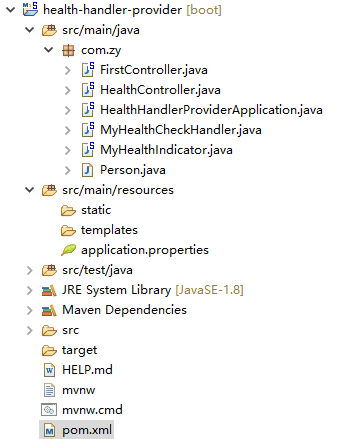 health-handler-provider [boot]
src/main/java
com.zy
FirstController.java
HealthController.java
HealthHandlerProviderApplication.java
MyHealthCheckHandler.java
MyHealthIndicator.java
Person.java
src/main/resources
static
templates
application.properties
src/test/java
JRE System Library [JavaSE-1.8]
Maven Dependencies
src
target
HELP.md
mvnw
mvnw.cmd
pom.xml